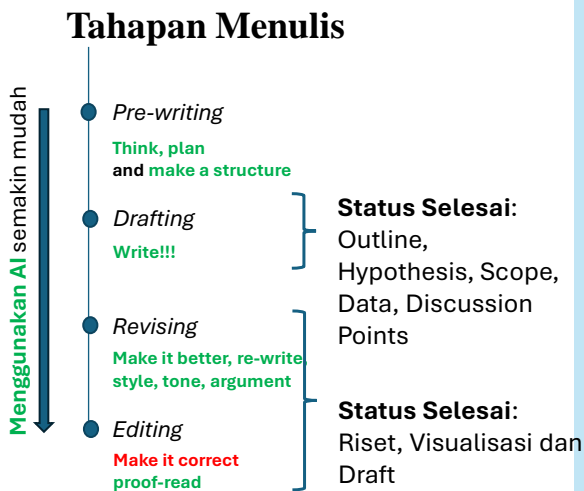 Tahapan Menulis
Menggunakan AI semakin mudah
Pre-writing
Think, plan
and make a structure
Drafting
Write!!!
Status Selesai:
Outline,
Hypothesis, Scope,
Data, Discussion
Points
Revising
Make it better, re-write,
style, tone, argument
Editing
Make it correct
proof-read
Status Selesai:
Riset, Visualisasi dan
Draft